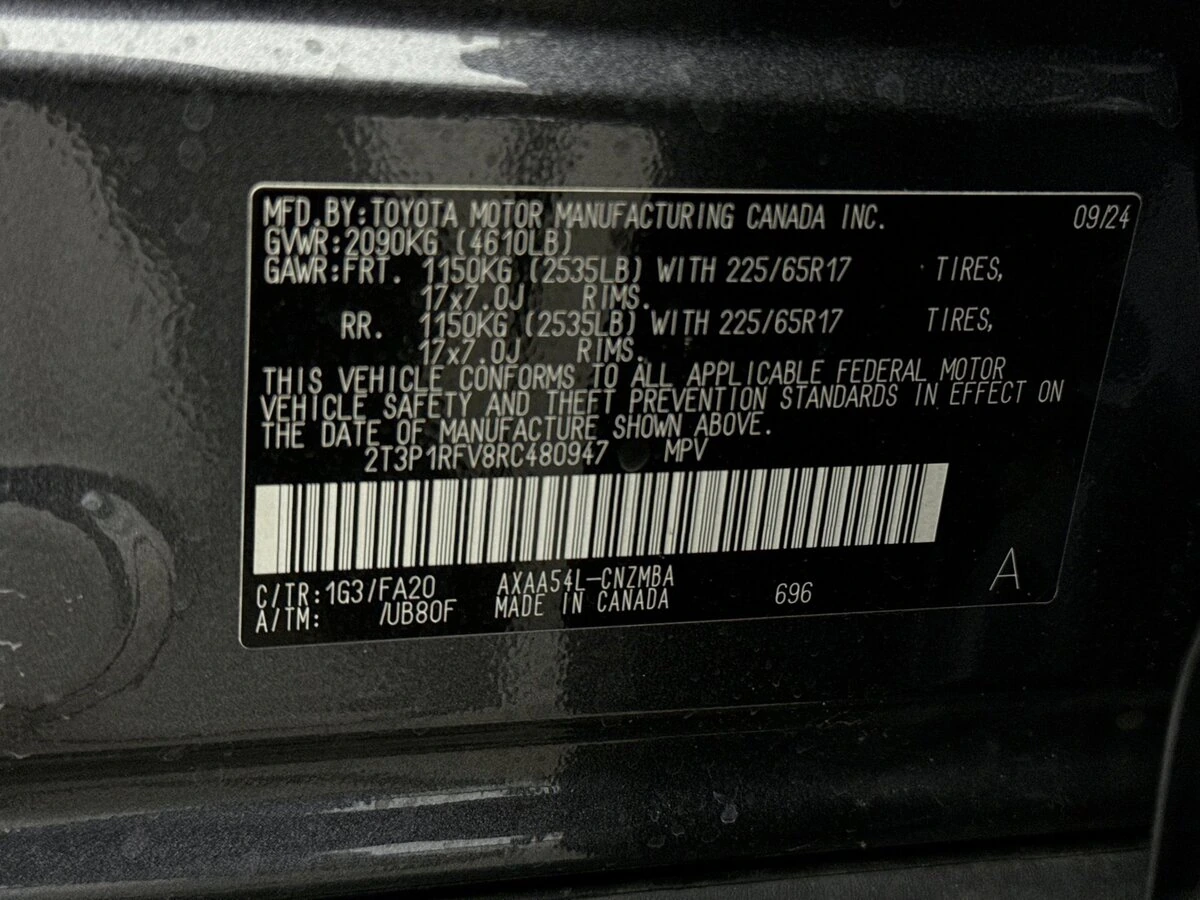 MFD.BY:TOYOTA MOTOR MANUFACTURING CANADA INC. 09/24
GVWR:2090KG (4610LB)
GAWR:FRT. 1150KG (2535LB) WITH 225/65R17 TIRES,
17x7.0J RIMS.
RR. 1150KG (2535LB) WITH 225/65R17 TIRES,
17x7.0J RIMS.
THIS VEHICLE CONFORMS TO ALL APPLICABLE FEDERAL MOTOR
VEHICLE SAFETY AND THEFT PREVENTION STANDARDS IN EFFECT ON
THE DATE OF MANUFACTURE SHOWN ABOVE.
2T3P1RFV8RC480947 MPV
C/TR:1G3/FA20 AXAA54L-CNZMBA
A/TM: /UB80F MADE IN CANADA 696 A